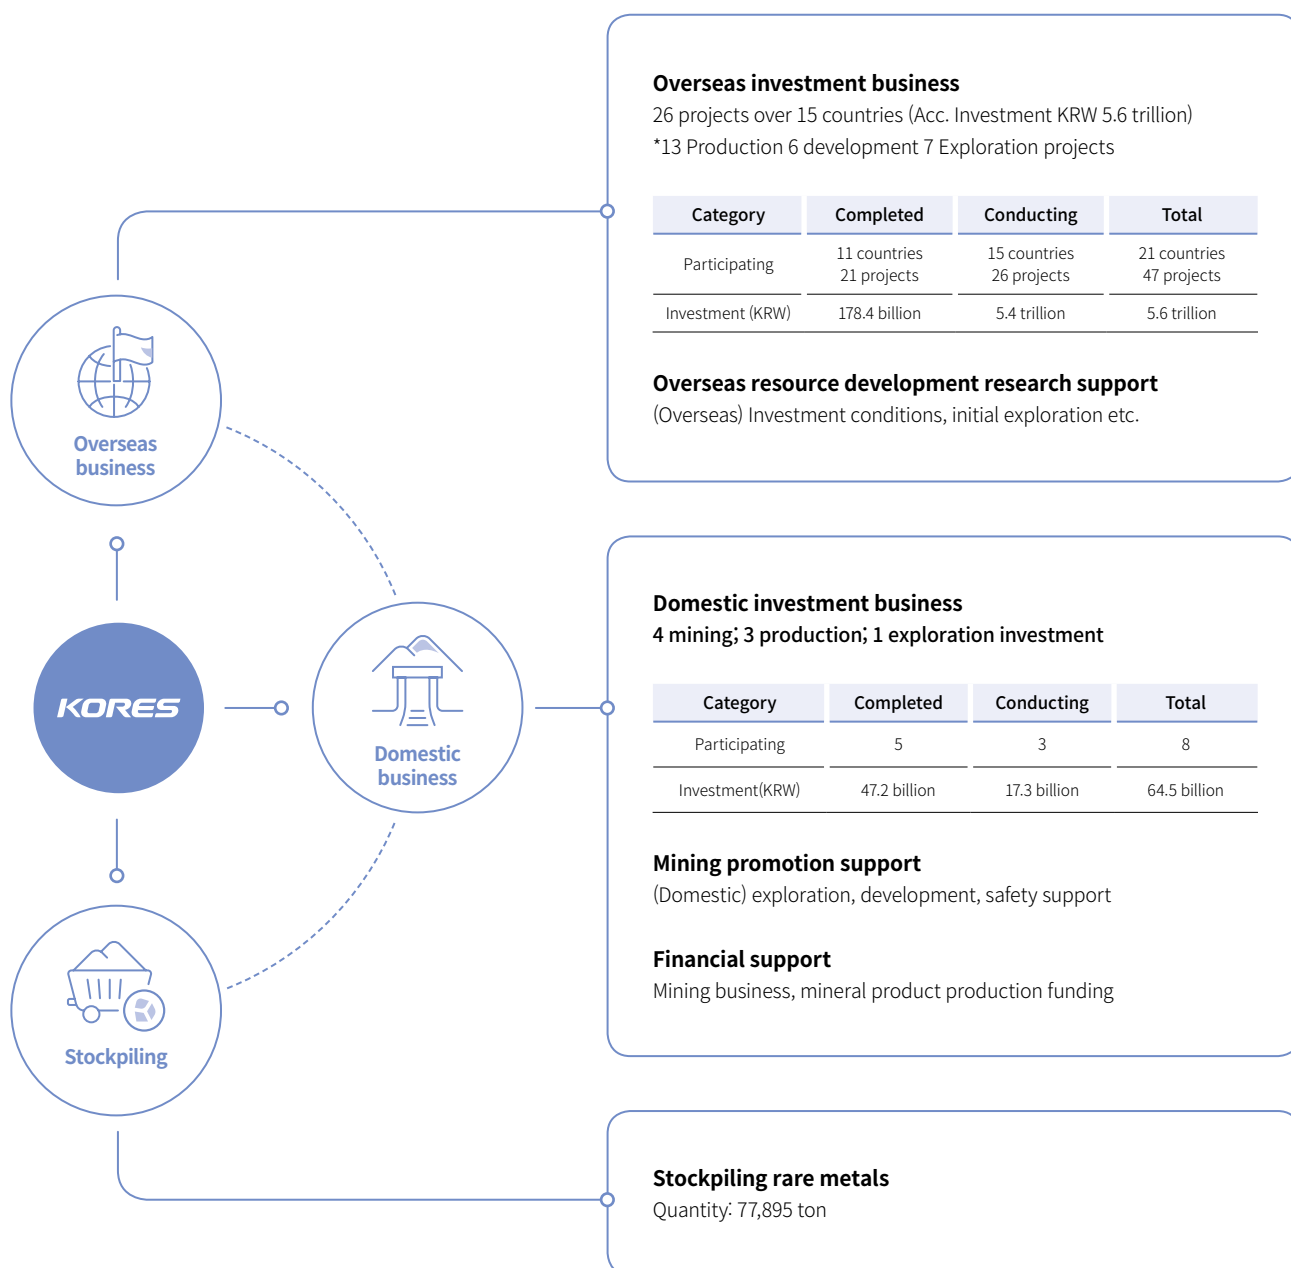 Overseas investment business
26 projects over 15 countries (Acc. Investment KRW 5.6 trillion)
*13 Production 6 development 7 Exploration projects
Category Completed Conducting Total
Participating 11 countries 21 projects 15 countries 26 projects 21 countries 47 projects
Investment (KRW) 178.4 billion 5.4 trillion 5.6 trillion
Overseas resource development research support
(Overseas) Investment conditions, initial exploration etc.
Overseas
business
KORES
Domestic
business
Domestic investment business
4 mining; 3 production; 1 exploration investment
Category Completed Conducting Total
Participating 5 3 8
Investment(KRW) 47.2 billion 17.3 billion 64.5 billion
Mining promotion support
(Domestic) exploration, development, safety support
Financial support
Mining business, mineral product production funding
Stockpiling
Stockpiling rare metals
Quantity: 77,895 ton